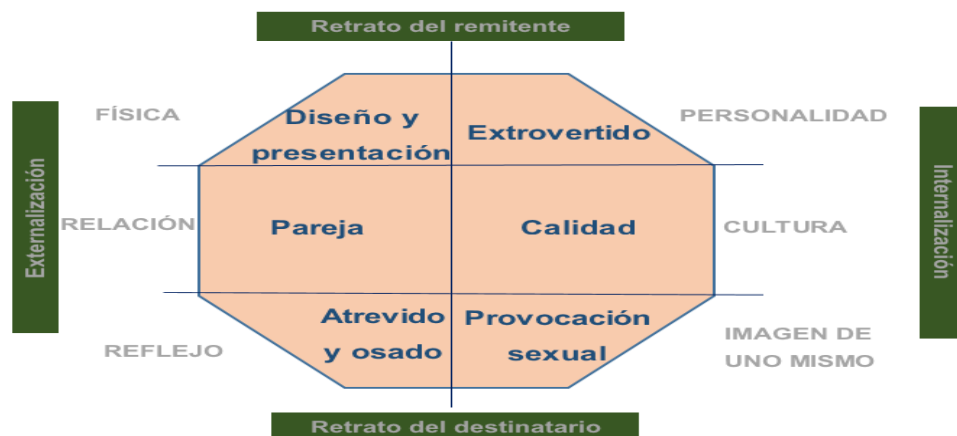 Retrato del remitente
FÍSICA
Diseño y
presentación
Extrovertido
PERSONALIDAD
Externalización
RELACIÓN
Pareja
Calidad
CULTURA
Internalización
REFLEJO
Atrevido
y osado
Provocación
sexual
IMAGEN DE
UNO MISMO
Retrato del destinatario